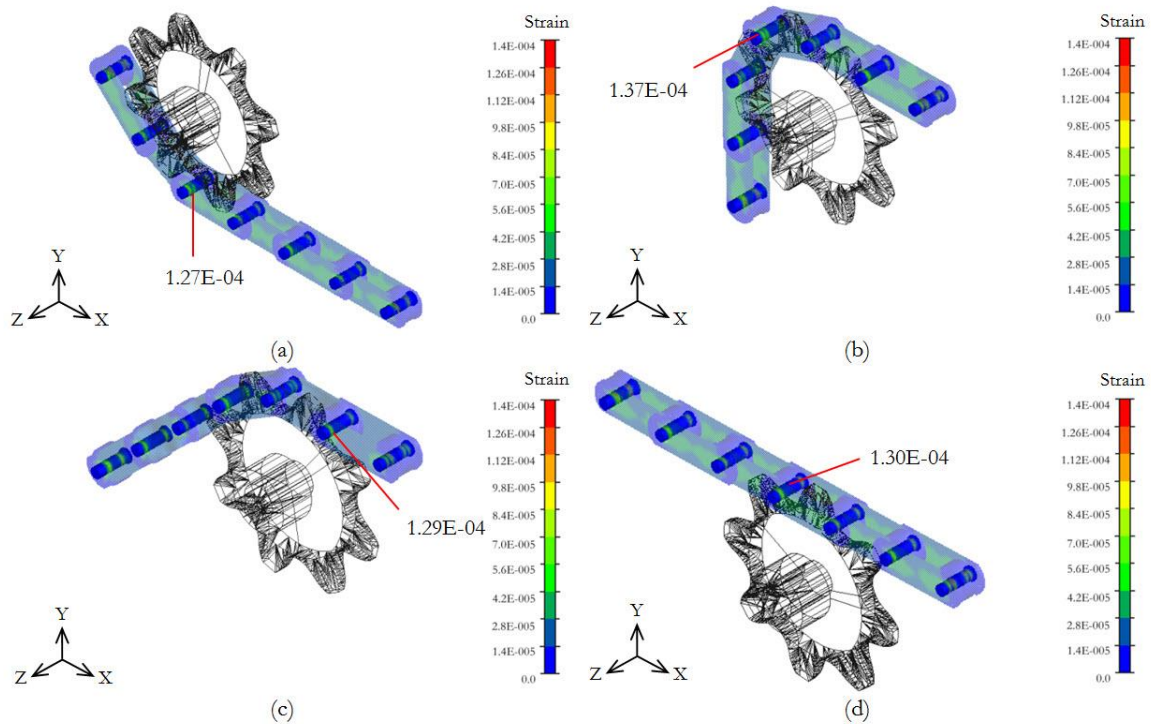 Strain
1.4E-004
1.26E-004
1.12E-004
9.8E-005
8.4E-005
7.0E-005
5.6E-005
4.2E-005
2.8E-005
1.4E-005
0.0
1.27E-04
Y
Z
X
(a)
Strain
1.4E-004
1.26E-004
1.12E-004
9.8E-005
8.4E-005
7.0E-005
5.6E-005
4.2E-005
2.8E-005
1.4E-005
0.0
1.37E-04
Y
Z
X
(b)
Strain
1.4E-004
1.26E-004
1.12E-004
9.8E-005
8.4E-005
7.0E-005
5.6E-005
4.2E-005
2.8E-005
1.4E-005
0.0
1.29E-04
Y
Z
X
(c)
Strain
1.4E-004
1.26E-004
1.12E-004
9.8E-005
8.4E-005
7.0E-005
5.6E-005
4.2E-005
2.8E-005
1.4E-005
0.0
1.30E-04
Y
Z
X
(d)